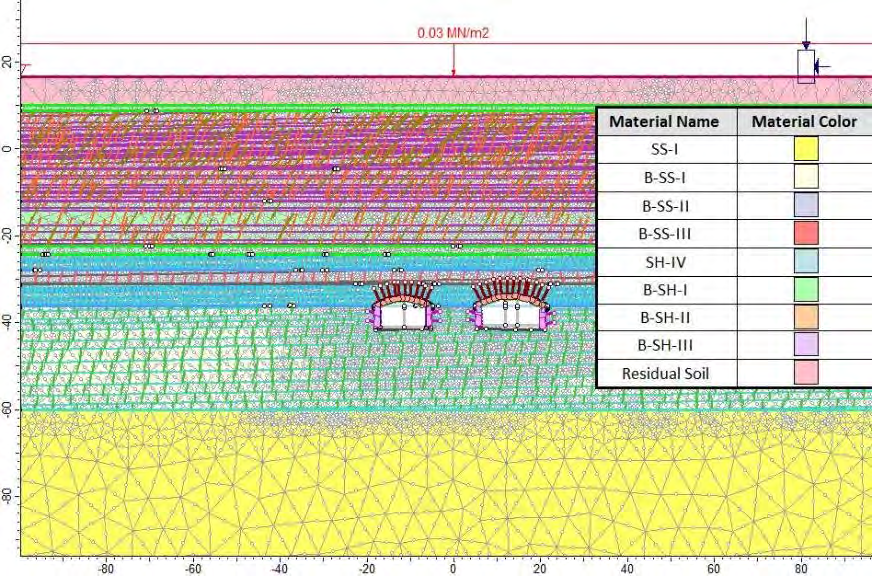 0.03 MN/m2
20
0
-20
-40
-60
-80
Material Name Material Color
SS-I
B-SS-I
B-SS-II
B-SS-III
SH-IV
B-SH-I
B-SH-II
B-SH-III
Residual Soil
-80 -60 -40 -20 0 20 40 60 80